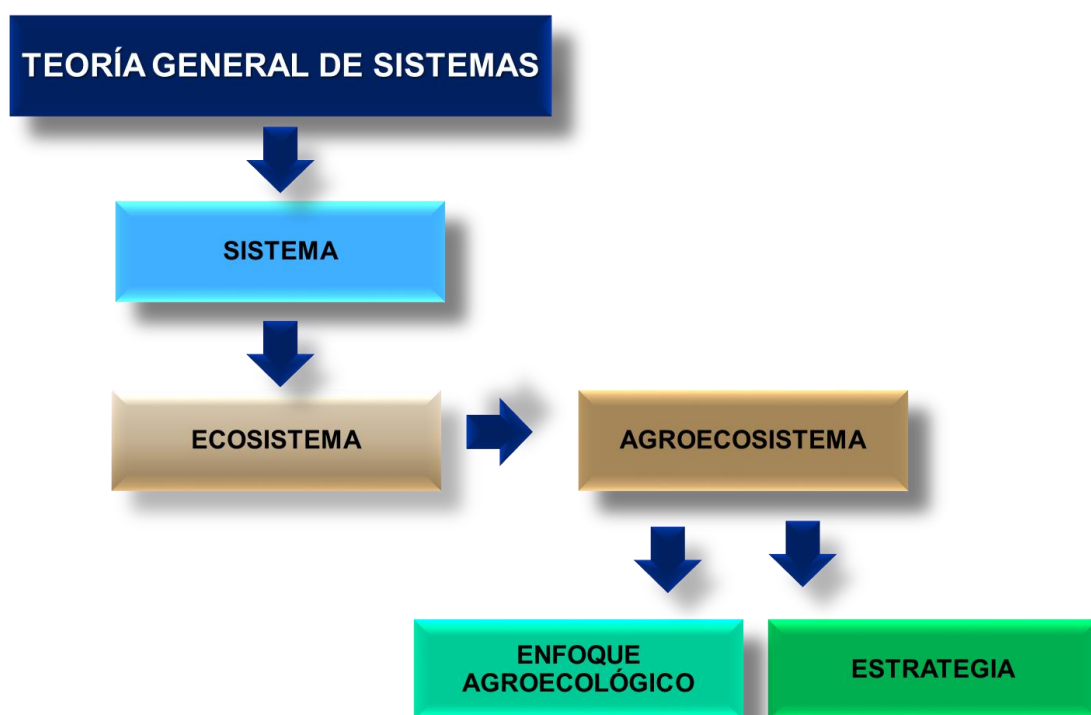 TEORÍA GENERAL DE SISTEMAS
SISTEMA
ECOSISTEMA
AGROECOSISTEMA
ENFOQUE
AGROECOLÓGICO
ESTRATEGIA